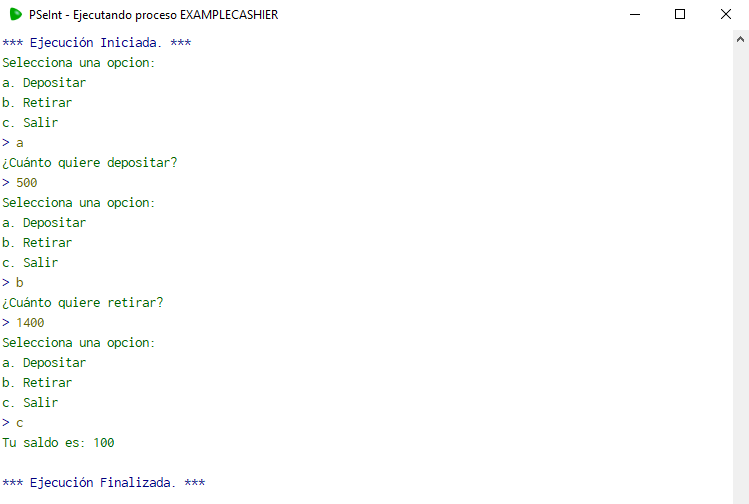 PSeInt - Ejecutando proceso EXAMPLECASHIER
*** Ejecución Iniciada. ***
Selecciona una opcion:
a. Depositar
b. Retirar
c. Salir
> a
¿Cuánto quiere depositar?
> 500
Selecciona una opcion:
a. Depositar
b. Retirar
c. Salir
> b
¿Cuánto quiere retirar?
> 1400
Selecciona una opcion:
a. Depositar
b. Retirar
c. Salir
> c
Tu saldo es: 100
*** Ejecución Finalizada. ***